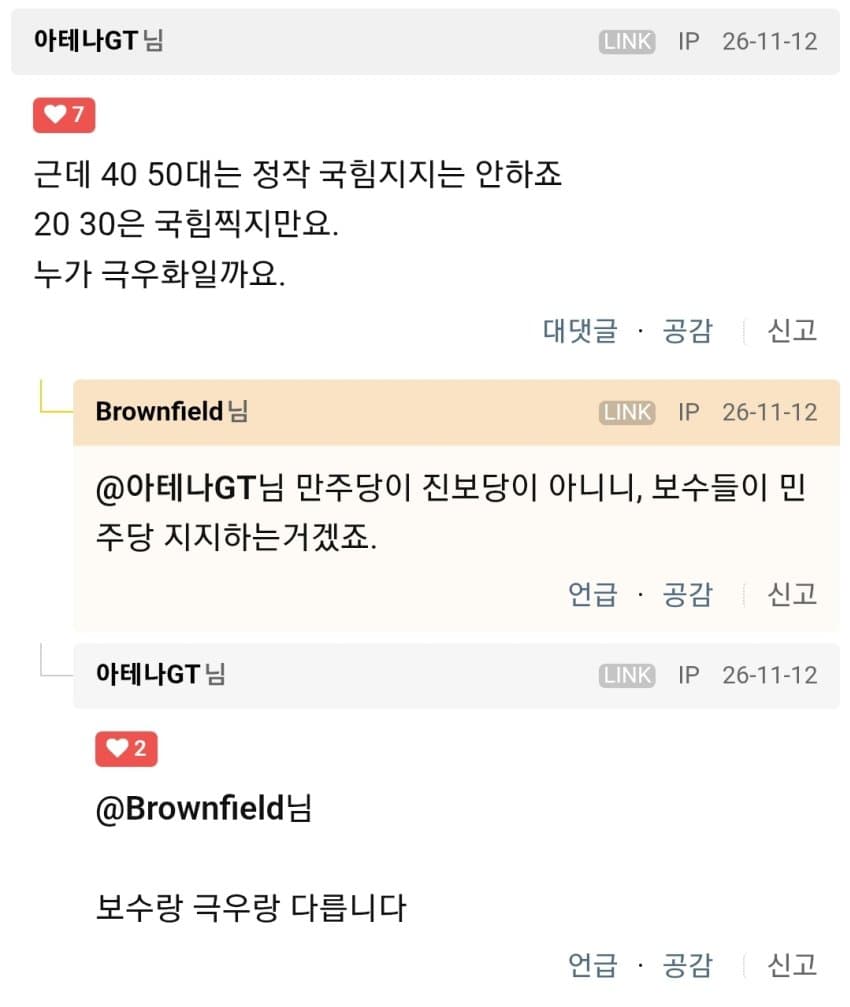 아테나GT님 LINK IP 26-11-12
7
근데 40 50대는 정작 국힘지지는 안하죠
20 30은 국힘찍지만요.
누가 극우화일까요.
대댓글 · 공감 신고
Brownfield님 LINK IP 26-11-12
@아테나GT님 만주당이 진보당이 아니니, 보수들이 민
주당 지지하는거겠죠.
언급 · 공감 신고
아테나GT님 LINK IP 26-11-12
2
@Brownfield님
보수랑 극우랑 다릅니다
언급 · 공감 신고